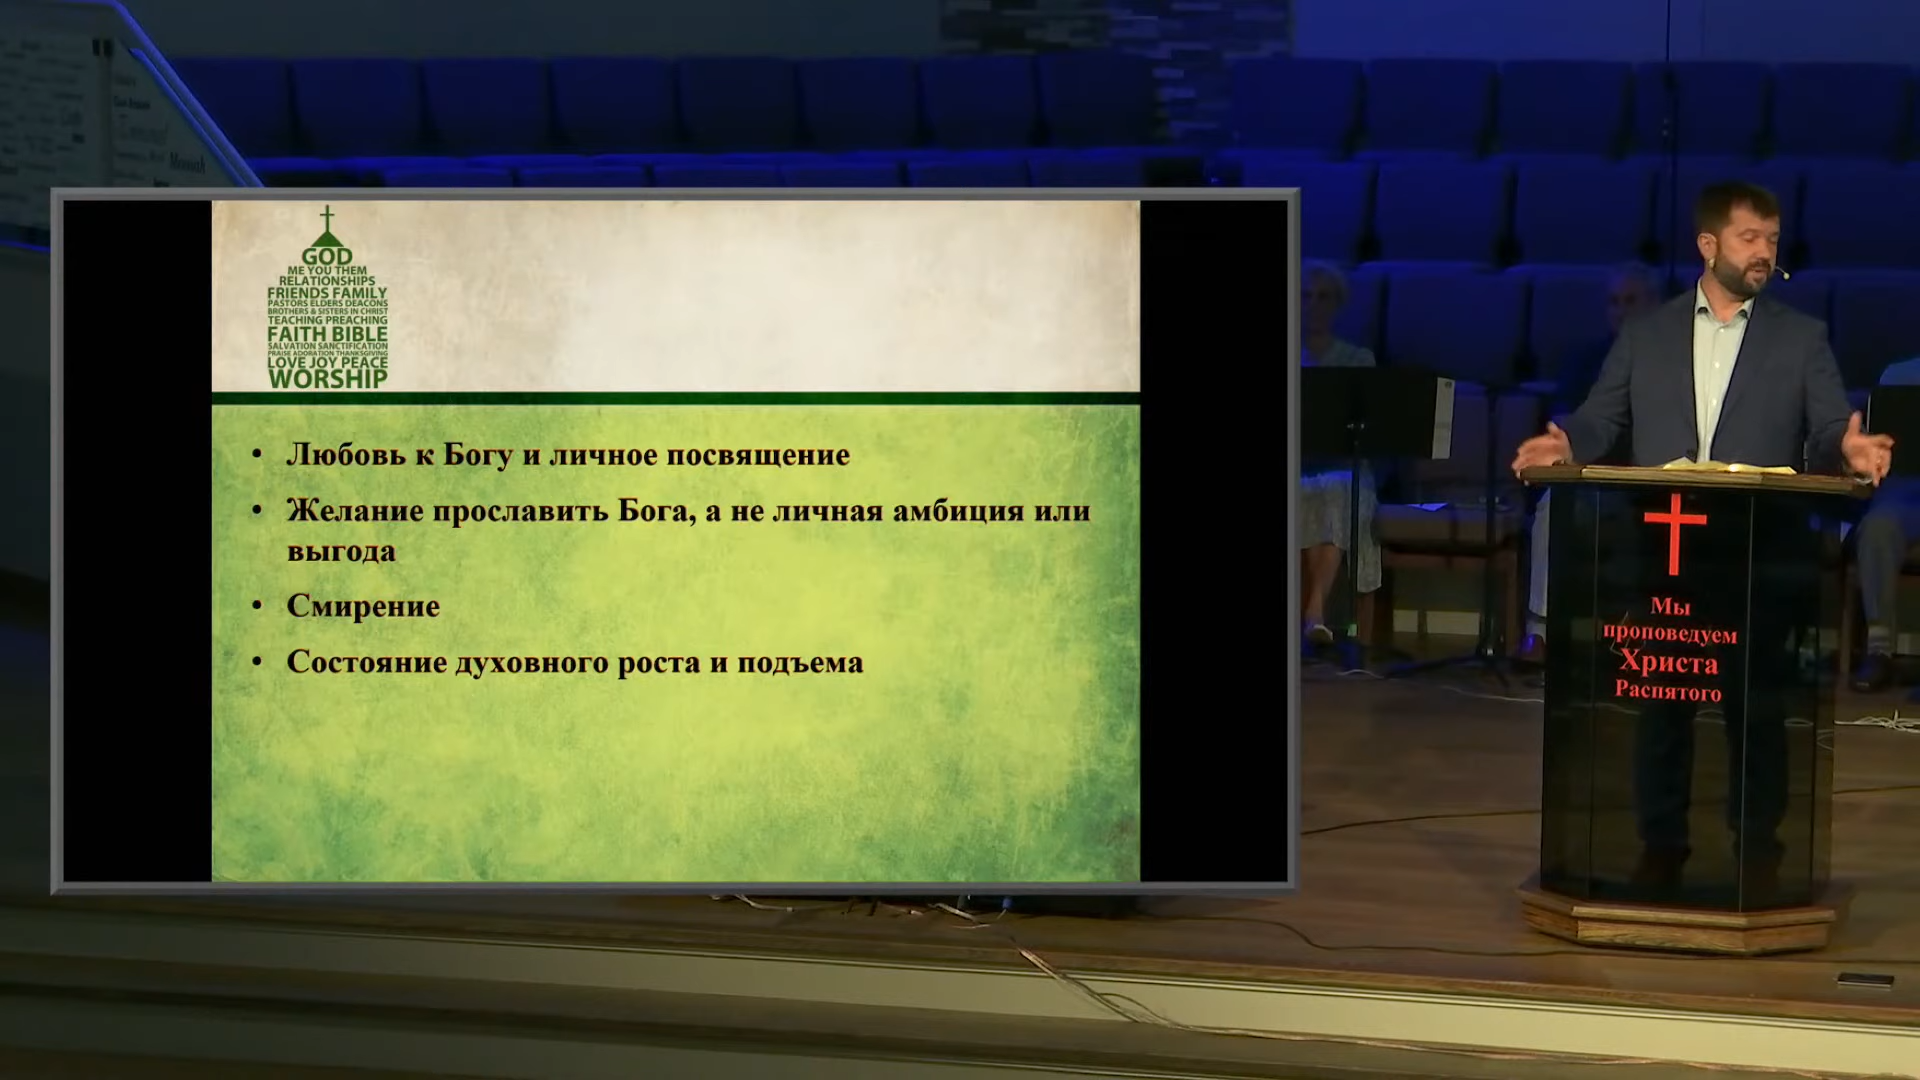 GOD
ME YOU THEM
RELATIONSHIPS
FRIENDS FAMILY
PASTORS ELDERS DEACONS
BROTHERS & SISTERS IN CHRIST
TEACHING PREACHING
FAITH BIBLE
SALVATION SANCTIFICATION
PRAISE ADORATION THANKSGIVING
LOVE JOY PEACE
WORSHIP
• Любовь к Богу и личное посвящение
• Желание прославить Бога, а не личная амбиция или
выгода
• Смирение
• Состояние духовного роста и подъема
Мы
проповедуем
Христа
Распятого
Messiah